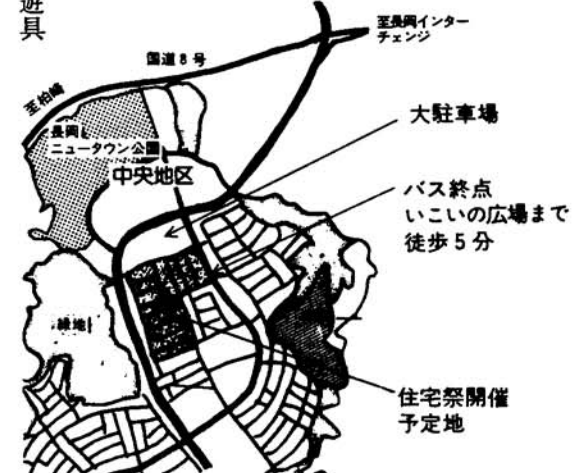 遊具
至長岡インター
チェンジ
国道8号
至柏崎
長岡
ニュータウン公園
中央地区
大駐車場
バス終点
いこいの広場まで
徒歩5分
緑地
住宅祭開催
予定地